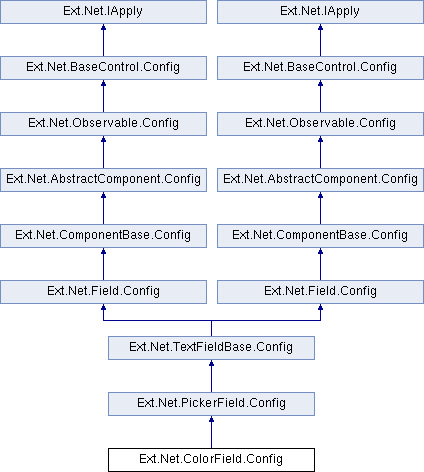 Ext.Net.IApply
Ext.Net.IApply
Ext.Net.BaseControl.Config
Ext.Net.BaseControl.Config
Ext.Net.Observable.Config
Ext.Net.Observable.Config
Ext.Net.AbstractComponent.Config
Ext.Net.AbstractComponent.Config
Ext.Net.ComponentBase.Config
Ext.Net.ComponentBase.Config
Ext.Net.Field.Config
Ext.Net.Field.Config
Ext.Net.TextFieldBase.Config
Ext.Net.PickerField.Config
Ext.Net.ColorField.Config